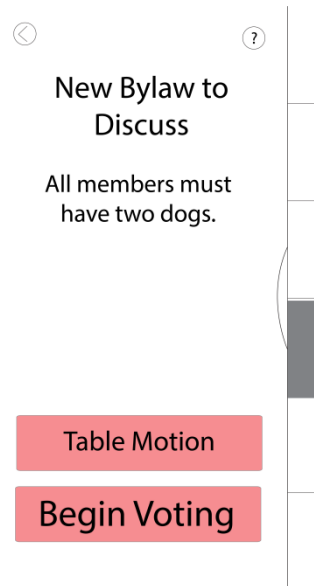 ?
New Bylaw to
Discuss
All members must
have two dogs.
Table Motion
Begin Voting